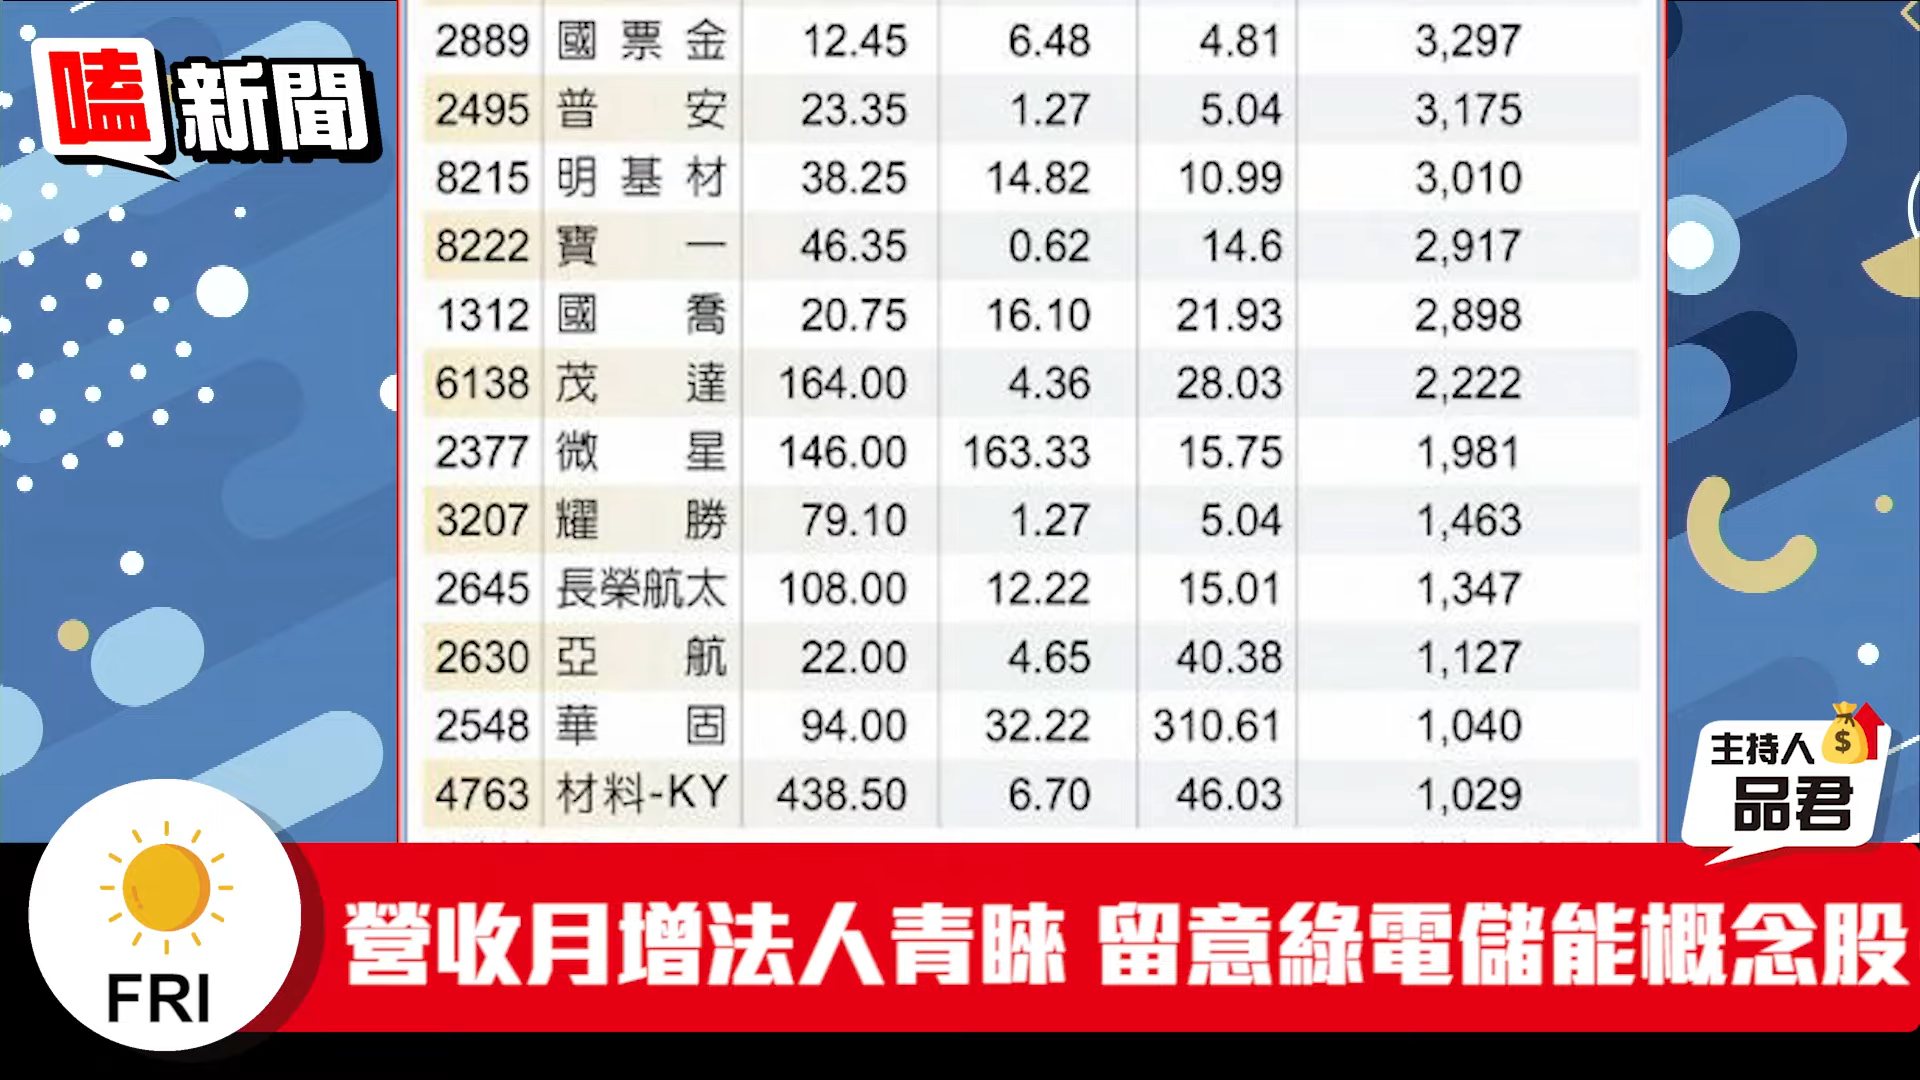 嗑新聞
2889 國票金 12.45 6.48 4.81 3,297
2495 普安 23.35 1.27 5.04 3,175
8215 明基材 38.25 14.82 10.99 3,010
8222 寶一 46.35 0.62 14.6 2,917
1312 國喬 20.75 16.10 21.93 2,898
6138 茂達 164.00 4.36 28.03 2,222
2377 微星 146.00 163.33 15.75 1,981
3207 耀勝 79.10 1.27 5.04 1,463
2645 長榮航太 108.00 12.22 15.01 1,347
2630 亞航 22.00 4.65 40.38 1,127
2548 華固 94.00 32.22 310.61 1,040
4763 材料-KY 438.50 6.70 46.03 1,029
主持人
$
品君
營收月增法人青睞 留意綠電儲能概念股
FRI